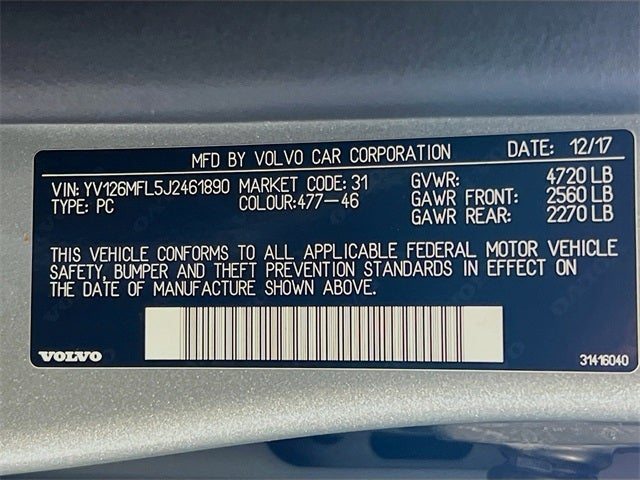 MFD BY VOLVO CAR CORPORATION DATE: 12/17
VIN: YV126MFL5J2461890 MARKET CODE: 31 GVWR: 4720 LB
TYPE: PC COLOUR:477-46 GAWR FRONT: 2560 LB
GAWR REAR: 2270 LB
THIS VEHICLE CONFORMS TO ALL APPLICABLE FEDERAL MOTOR VEHICLE
SAFETY, BUMPER AND THEFT PREVENTION STANDARDS IN EFFECT ON
THE DATE OF MANUFACTURE SHOWN ABOVE.
VOLVO 31416040